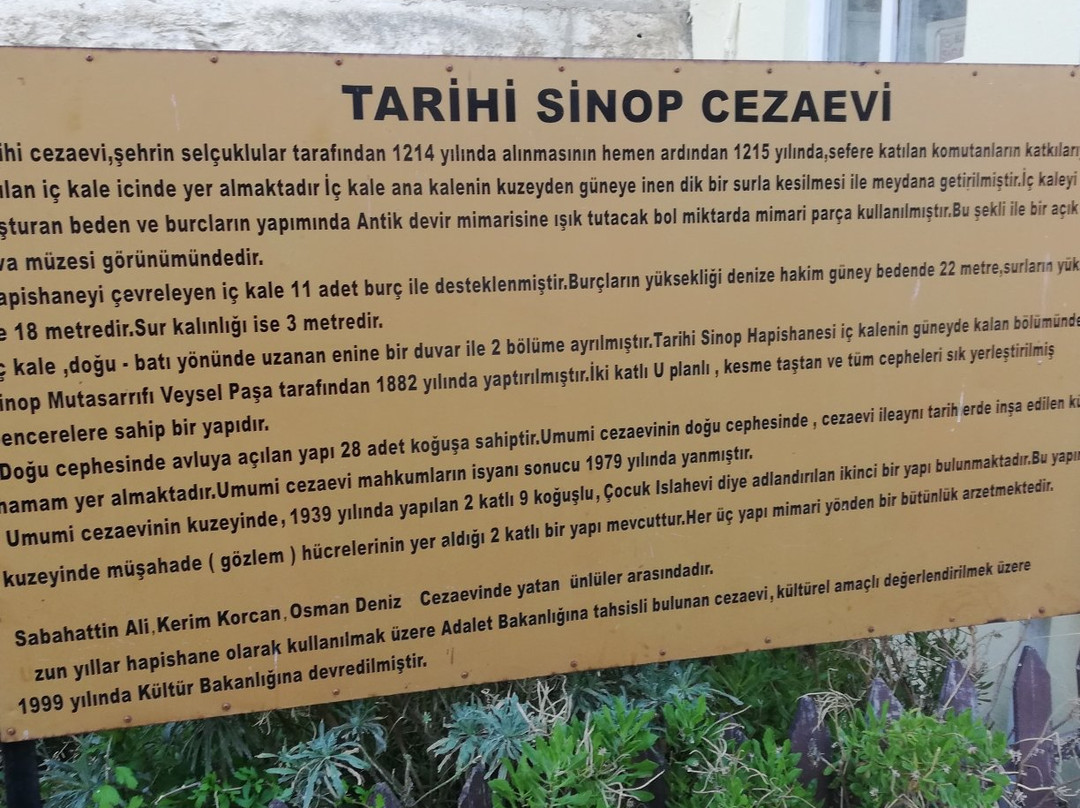 TARİHİ SİNOP CEZAEVİ
ihi cezaevi,şehrin selçuklular tarafından 1214 yılında alınmasının hemen ardından 1215 yılında,sefere katılan komutanların katkıları
ılan iç kale icinde yer almaktadır İç kale ana kalenin kuzeyden güneye inen dik bir surla kesilmesi ile meydana getirilmiştir.İç kaleyi
şturan beden ve burcların yapımında Antik devir mimarisine ışık tutacak bol miktarda mimari parça kullanılmıştır.Bu şekli ile bir açık
va müzesi görünümündedir.
apishaneyi çevreleyen iç kale 11 adet burç ile desteklenmiştir.Burçların yüksekliği denize hakim güney bedende 22 metre,surların yük
e 18 metredir.Sur kalınlığı ise 3 metredir.
ç kale ,doğu - batı yönünde uzanan enine bir duvar ile 2 bölüme ayrılmıştır.Tarihi Sinop Hapishanesi iç kalenin güneyde kalan bölümünde
inop Mutasarrıfı Veysel Paşa tarafından 1882 yılında yaptırılmıştır.İki katlı U planlı , kesme taştan ve tüm cepheleri sık yerleştirilmiş
encerelere sahip bir yapıdır.
Doğu cephesinde avluya açılan yapı 28 adet koğuşa sahiptir.Umumi cezaevinin doğu cephesinde , cezaevi ileaynı tarihlerde inşa edilen kü
hamam yer almaktadır.Umumi cezaevi mahkumların isyanı sonucu 1979 yılında yanmıştır.
Umumi cezaevinin kuzeyinde, 1939 yılında yapılan 2 katlı 9 koğuşlu, Çocuk Islahevi diye adlandırılan ikinci bir yapı bulunmaktadır.Bu yapın
kuzeyinde müşahade ( gözlem ) hücrelerinin yer aldığı 2 katlı bir yapı mevcuttur.Her üç yapı mimari yönden bir bütünlük arzetmektedir.
Sabahattin Ali,Kerim Korcan,Osman Deniz Cezaevinde yatan ünlüler arasındadır.
zun yıllar hapishane olarak kullanılmak üzere Adalet Bakanlığına tahsisli bulunan cezaevi, kültürel amaçlı değerlendirilmek üzere
1999 yılında Kültür Bakanlığına devredilmiştir.